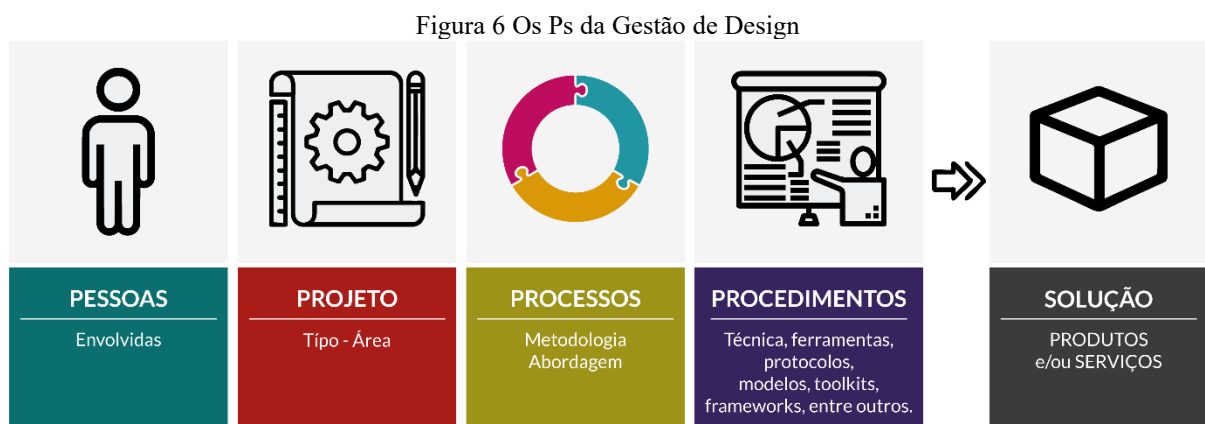 Figura 6 Os Ps da Gestão de Design
PESSOAS
Envolvidas
PROJETO
Típo - Área
PROCESSOS
Metodologia
Abordagem
PROCEDIMENTOS
Técnica, ferramentas,
protocolos,
modelos, toolkits,
frameworks, entre outros.
SOLUÇÃO
PRODUTOS
e/ou SERVIÇOS